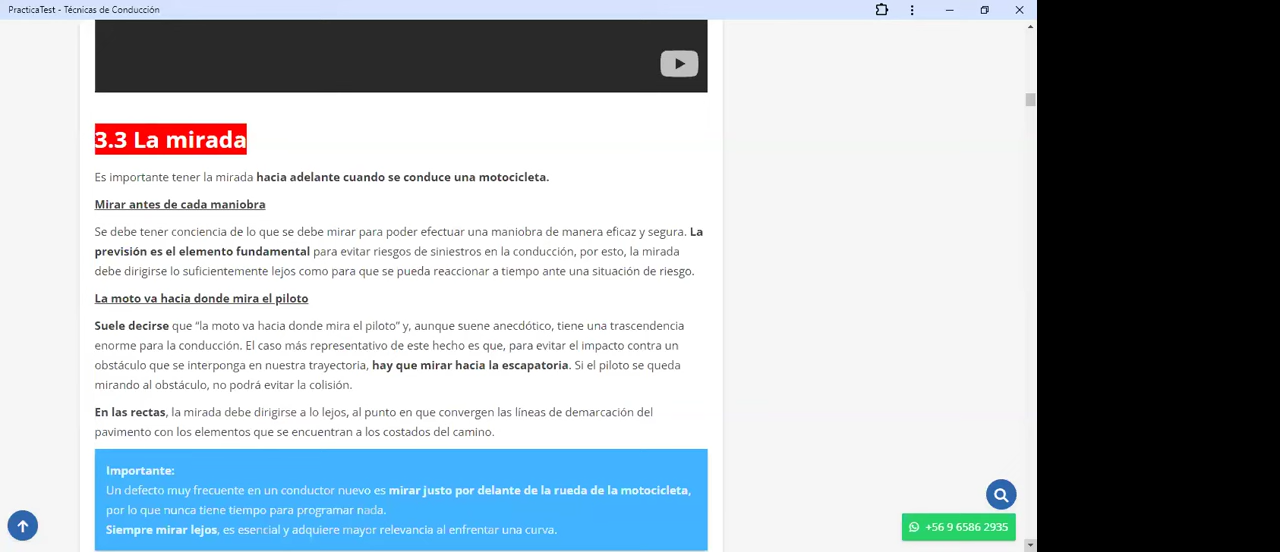 PracticaTest - Técnicas de Conducción
3.3 La mirada
Es importante tener la mirada hacia adelante cuando se conduce una motocicleta.
Mirar antes de cada maniobra
Se debe tener conciencia de lo que se debe mirar para poder efectuar una maniobra de manera eficaz y segura. La
previsión es el elemento fundamental para evitar riesgos de siniestros en la conducción, por esto, la mirada
debe dirigirse lo suficientemente lejos como para que se pueda reaccionar a tiempo ante una situación de riesgo.
La moto va hacia donde mira el piloto
Suele decirse que “la moto va hacia donde mira el piloto” y, aunque suene anecdótico, tiene una trascendencia
enorme para la conducción. El caso más representativo de este hecho es que, para evitar el impacto contra un
obstáculo que se interponga en nuestra trayectoria, hay que mirar hacia la escapatoria. Si el piloto se queda
mirando al obstáculo, no podrá evitar la colisión.
En las rectas, la mirada debe dirigirse a lo lejos, al punto en que convergen las líneas de demarcación del
pavimento con los elementos que se encuentran a los costados del camino.
Importante:
Un defecto muy frecuente en un conductor nuevo es mirar justo por delante de la rueda de la motocicleta,
por lo que nunca tiene tiempo para programar nada.
Siempre mirar lejos, es esencial y adquiere mayor relevancia al enfrentar una curva.
+56 9 6586 2935